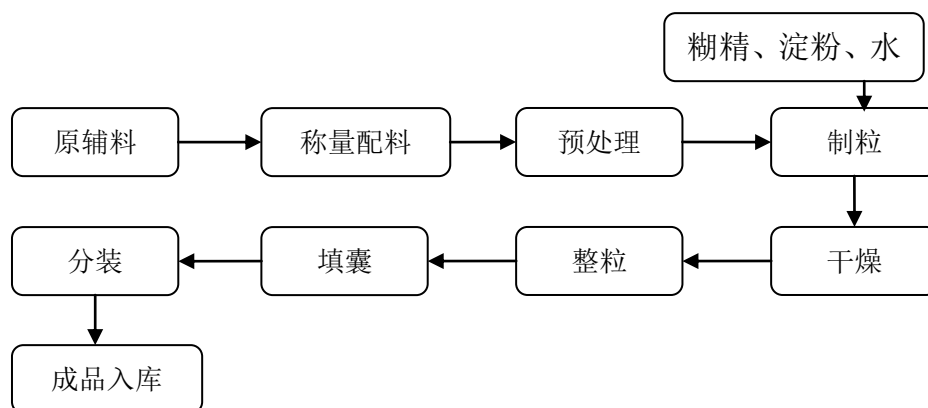 糊精、淀粉、水
原辅料
称量配料
预处理
制粒
干燥
整粒
填囊
分装
成品入库